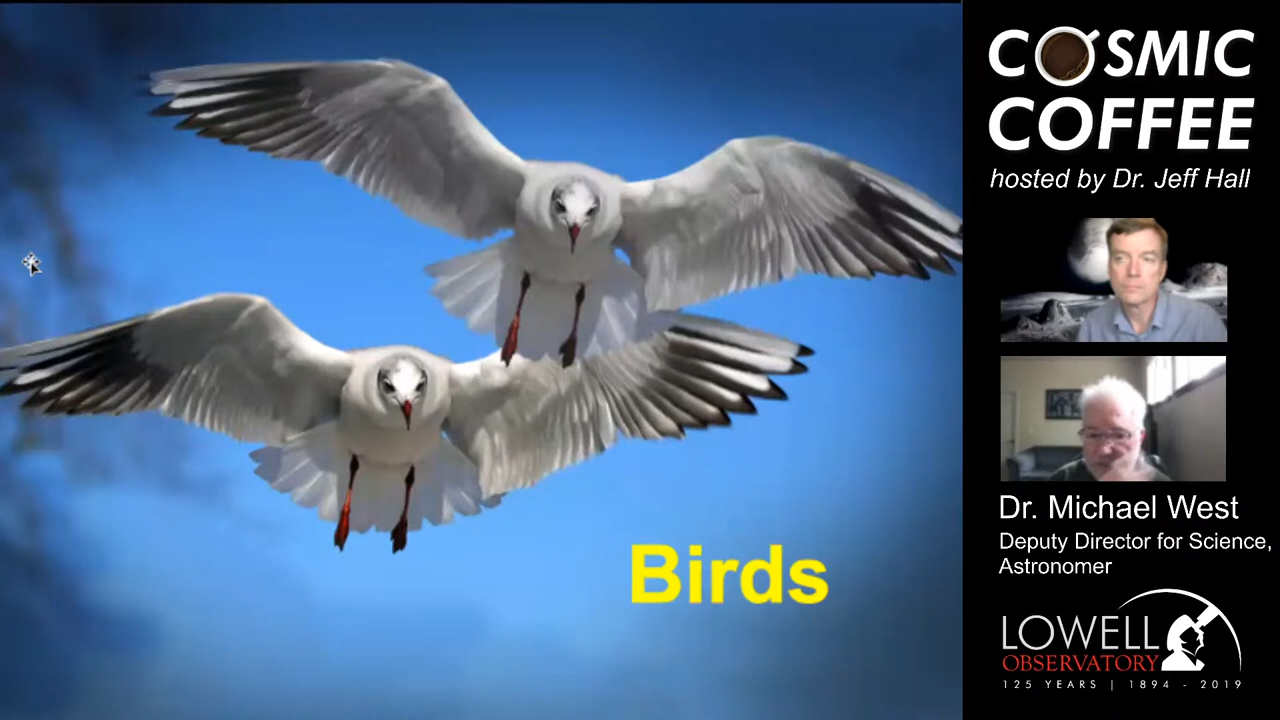 COSMIC
COFFEE
hosted by Dr. Jeff Hall
Birds
Dr. Michael West
Deputy Director for Science,
Astronomer
LOWELL
OBSERVATORY
125 YEARS | 1894 - 2019